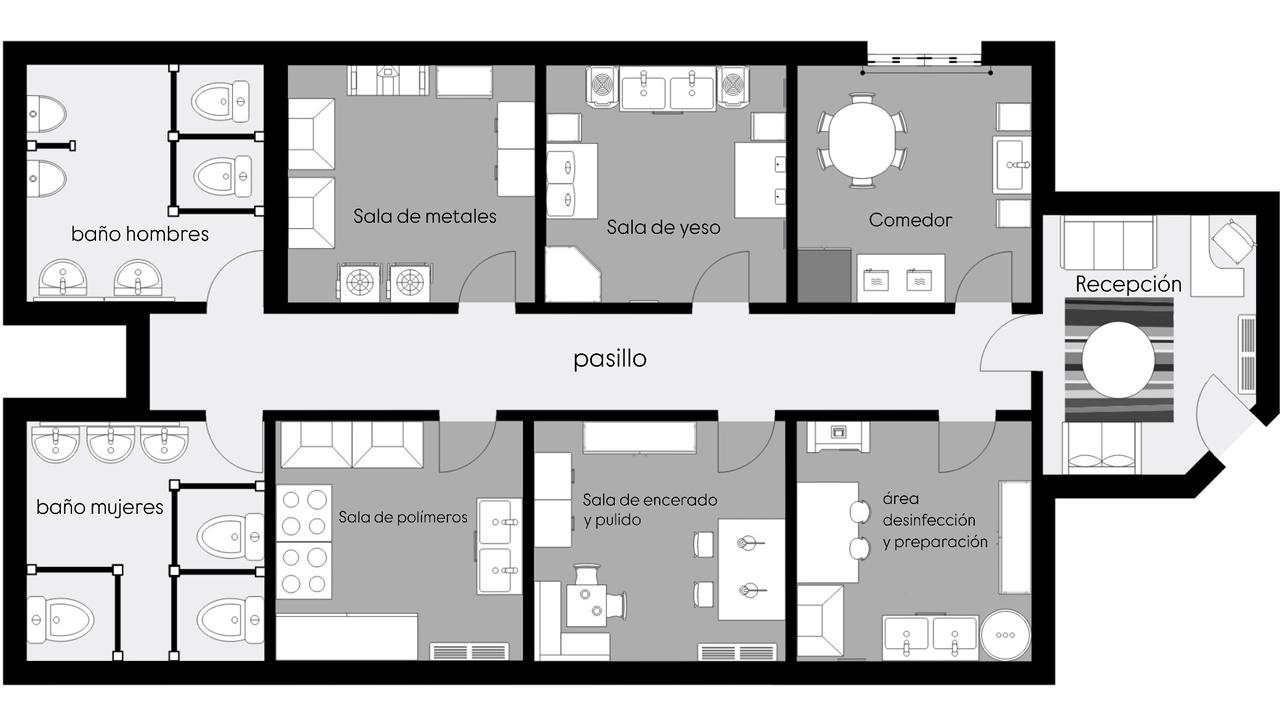 baño hombres
Sala de metales
Sala de yeso
Comedor
Recepción
pasillo
baño mujeres
Sala de polímeros
Sala de encerado
y pulido
área
desinfección
y preparación